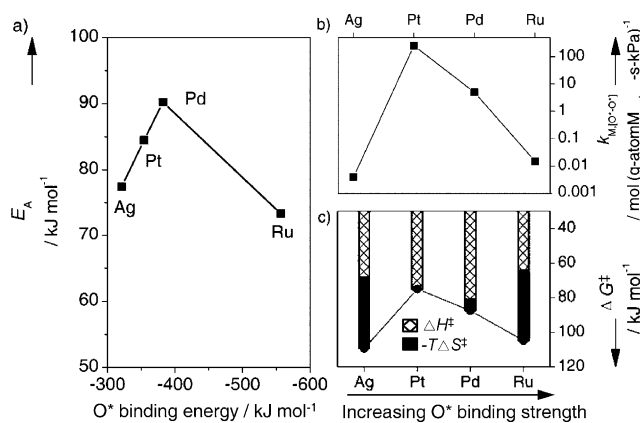 a)
100
90
80
70
60
50
E_A
/ kJ mol⁻¹
Pd
Pt
Ag
Ru
-300 -400 -500 -600
O* binding energy / kJ mol⁻¹
b)
Ag Pt Pd Ru
100
10
1
0.1
0.01
0.001
k_M,[O*-O*]
/ mol (g-atomM -s-kPa)⁻¹
c)
40
60
80
100
120
ΔG‡
/ kJ mol⁻¹
ΔH‡
-TΔS‡
Ag Pt Pd Ru
Increasing O* binding strength